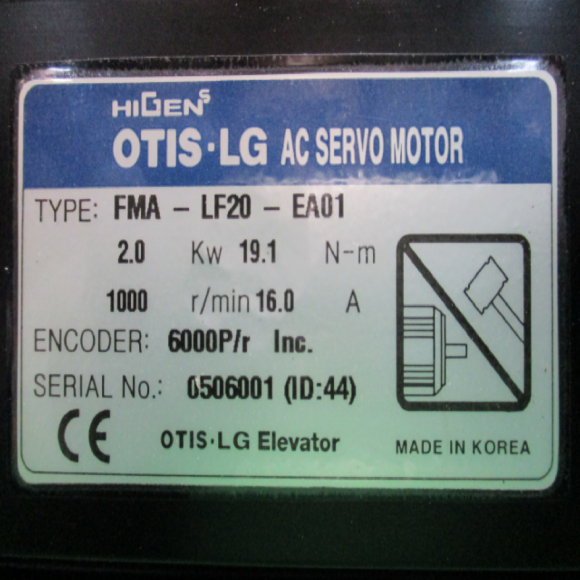 HIGEN S
OTIS·LG AC SERVO MOTOR
TYPE: FMA - LF20 - EA01
2.0 Kw 19.1 N-m
1000 r/min 16.0 A
ENCODER: 6000P/r Inc.
SERIAL No.: 0506001 (ID:44)
CE OTIS·LG Elevator MADE IN KOREA